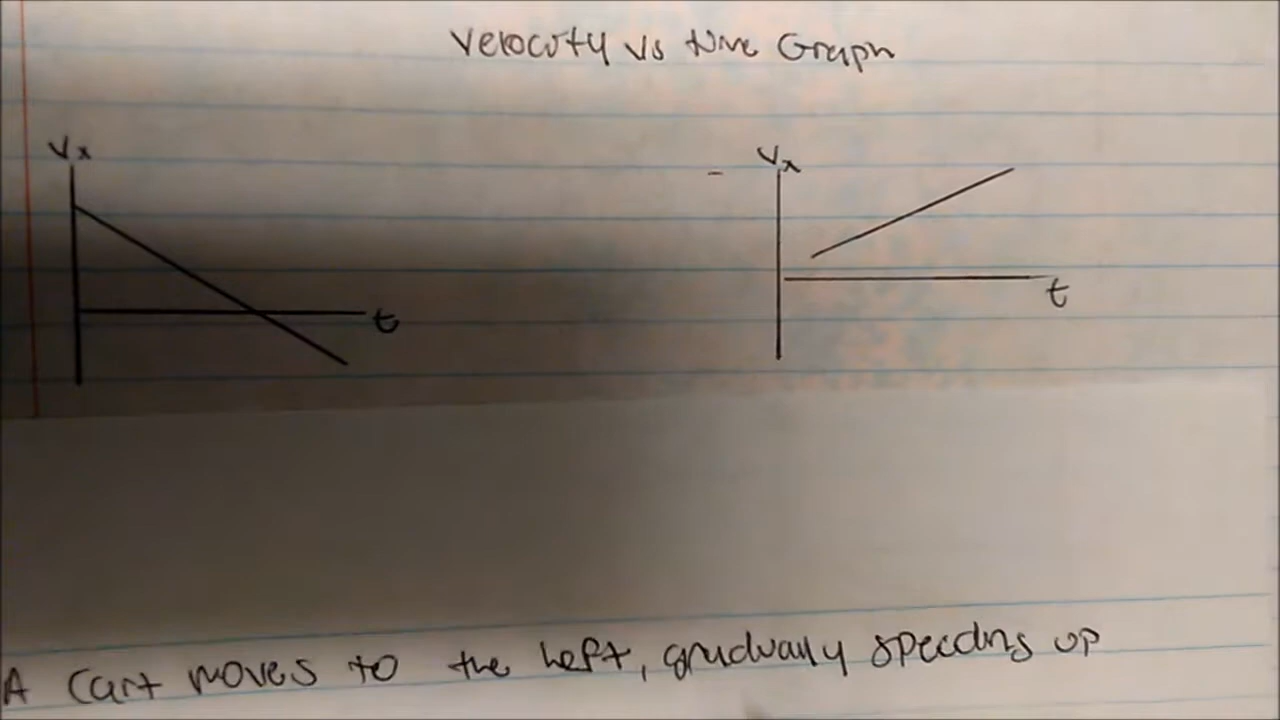 Velocity vs time Graph
Vx
Vx
t
t
A Cart moves to the left, gradually speeding up